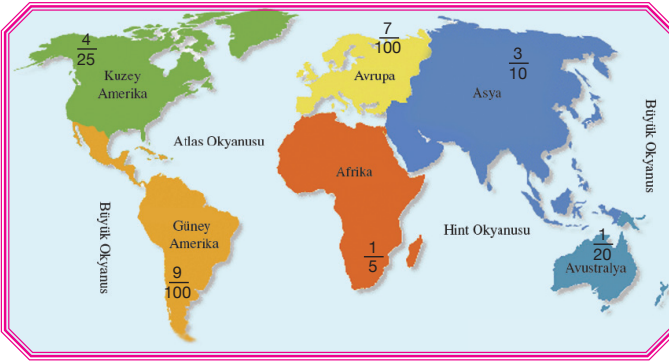 4/25
Kuzey
Amerika
7/100
Avrupa
3/10
Asya
Atlas Okyanusu
Büyük Okyanus
Afrika
1/5
Büyük Okyanus
Güney
Amerika
9/100
Hint Okyanusu
1/20
Avustralya